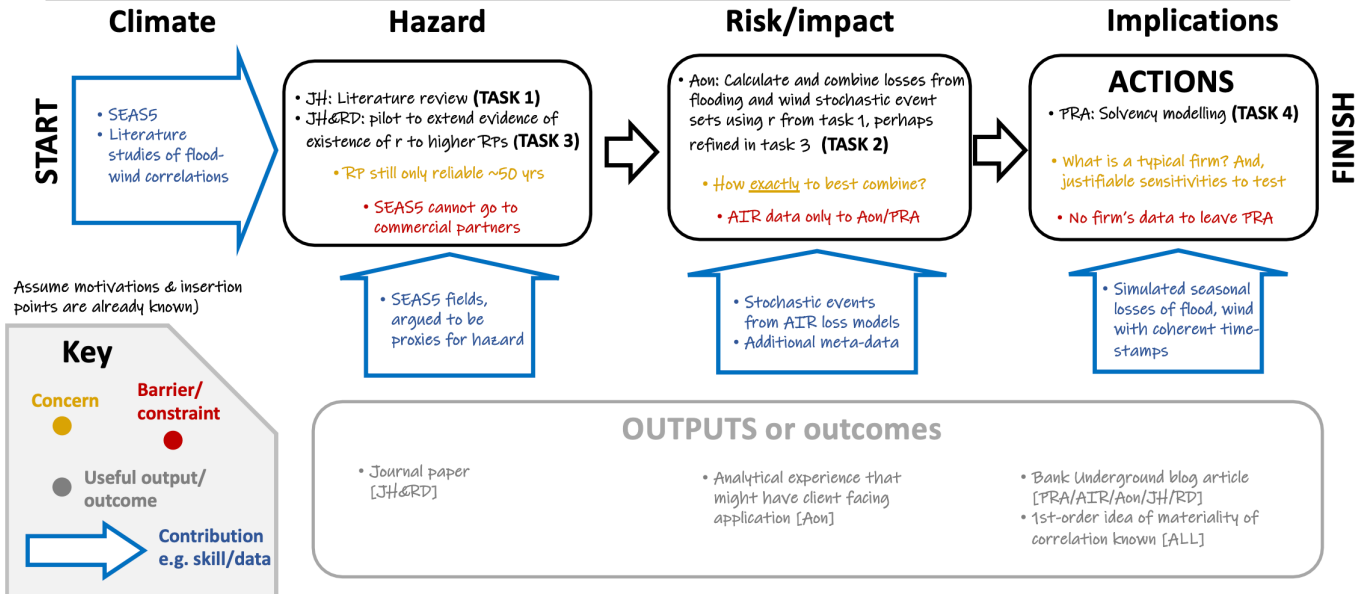 Climate
Hazard
Risk/impact
Implications
START
• SEAS5
• Literature
studies of flood-
wind correlations
• JH: Literature review (TASK 1)
• JH&RD: pilot to extend evidence of
existence of r to higher RPs (TASK 3)
• RP still only reliable ~50 yrs
• SEAS5 cannot go to
commercial partners
• Aon: Calculate and combine losses from
flooding and wind stochastic event
sets using r from task 1, perhaps
refined in task 3 (TASK 2)
• How exactly to best combine?
• AIR data only to Aon/PRA
ACTIONS
• PRA: Solvency modelling (TASK 4)
• What is a typical firm? And,
justifiable sensitivities to test
• No firm's data to leave PRA
FINISH
• SEAS5 fields,
argued to be
proxies for hazard
• Stochastic events
from AIR loss models
• Additional meta-data
• Simulated seasonal
losses of flood, wind
with coherent time-
stamps
Assume motivations & insertion
points are already known)
Key
Concern
Barrier/
constraint
Useful output/
outcome
Contribution
e.g. skill/data
OUTPUTS or outcomes
• Journal paper
[JH&RD]
• Analytical experience that
might have client facing
application [Aon]
• Bank Underground blog article
[PRA/AIR/Aon/JH/RD]
• 1st-order idea of materiality of
correlation known [ALL]